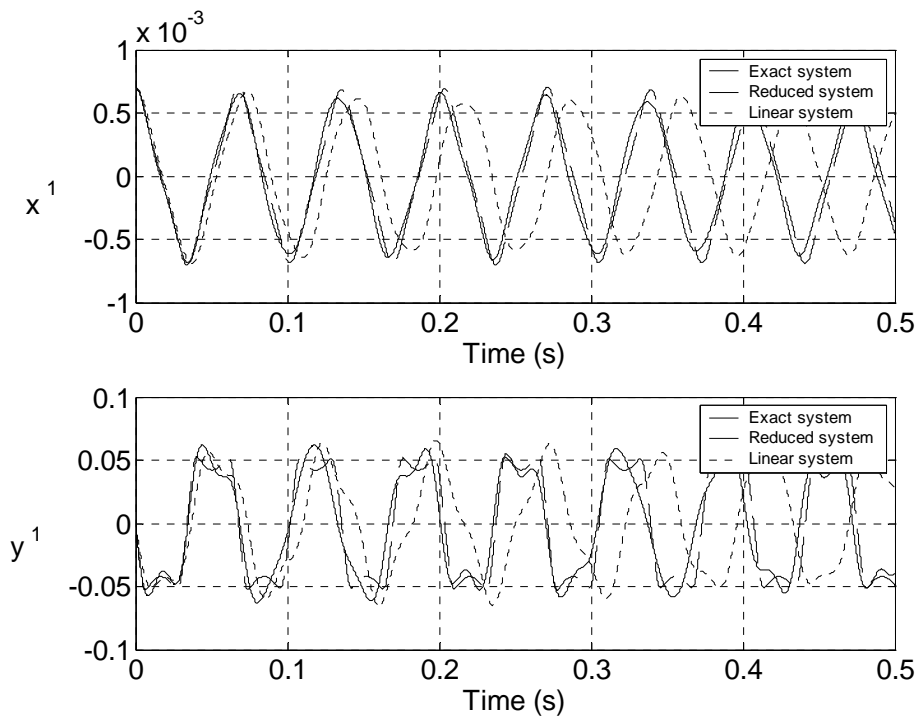 x 10⁻³
1
0.5
0
-0.5
-1
x 1
Exact system
Reduced system
Linear system
0 0.1 0.2 0.3 0.4 0.5
Time (s)
0.1
0.05
0
-0.05
-0.1
y 1
Exact system
Reduced system
Linear system
0 0.1 0.2 0.3 0.4 0.5
Time (s)